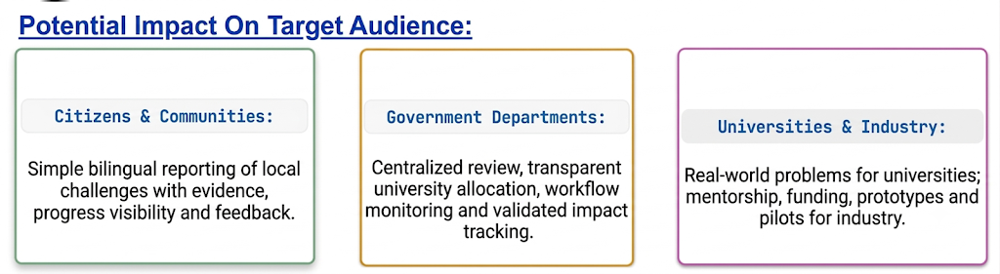 Potential Impact On Target Audience:
Citizens & Communities:
Simple bilingual reporting of local
challenges with evidence,
progress visibility and feedback.
Government Departments:
Centralized review, transparent
university allocation, workflow
monitoring and validated impact
tracking.
Universities & Industry:
Real-world problems for universities;
mentorship, funding, prototypes and
pilots for industry.